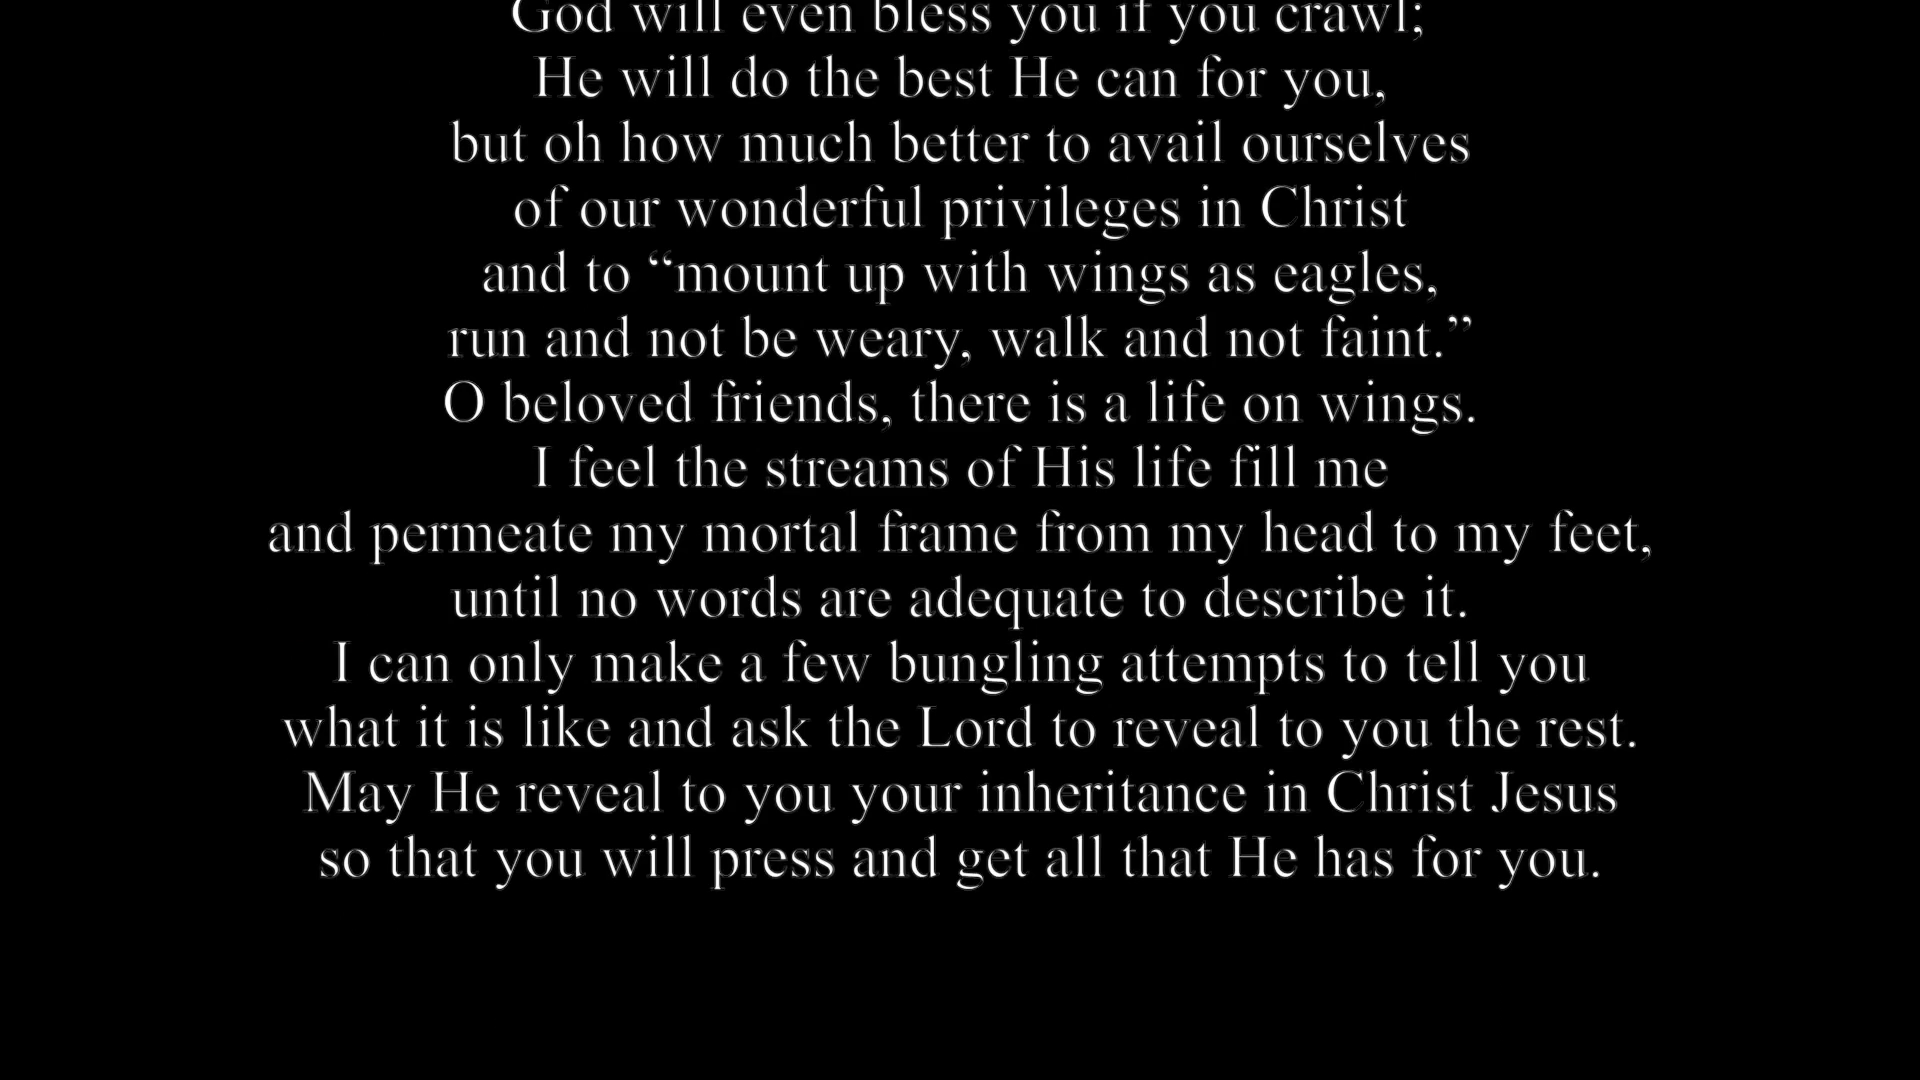 God will even bless you if you crawl;
He will do the best He can for you,
but oh how much better to avail ourselves
of our wonderful privileges in Christ
and to “mount up with wings as eagles,
run and not be weary, walk and not faint.”
O beloved friends, there is a life on wings.
I feel the streams of His life fill me
and permeate my mortal frame from my head to my feet,
until no words are adequate to describe it.
I can only make a few bungling attempts to tell you
what it is like and ask the Lord to reveal to you the rest.
May He reveal to you your inheritance in Christ Jesus
so that you will press and get all that He has for you.